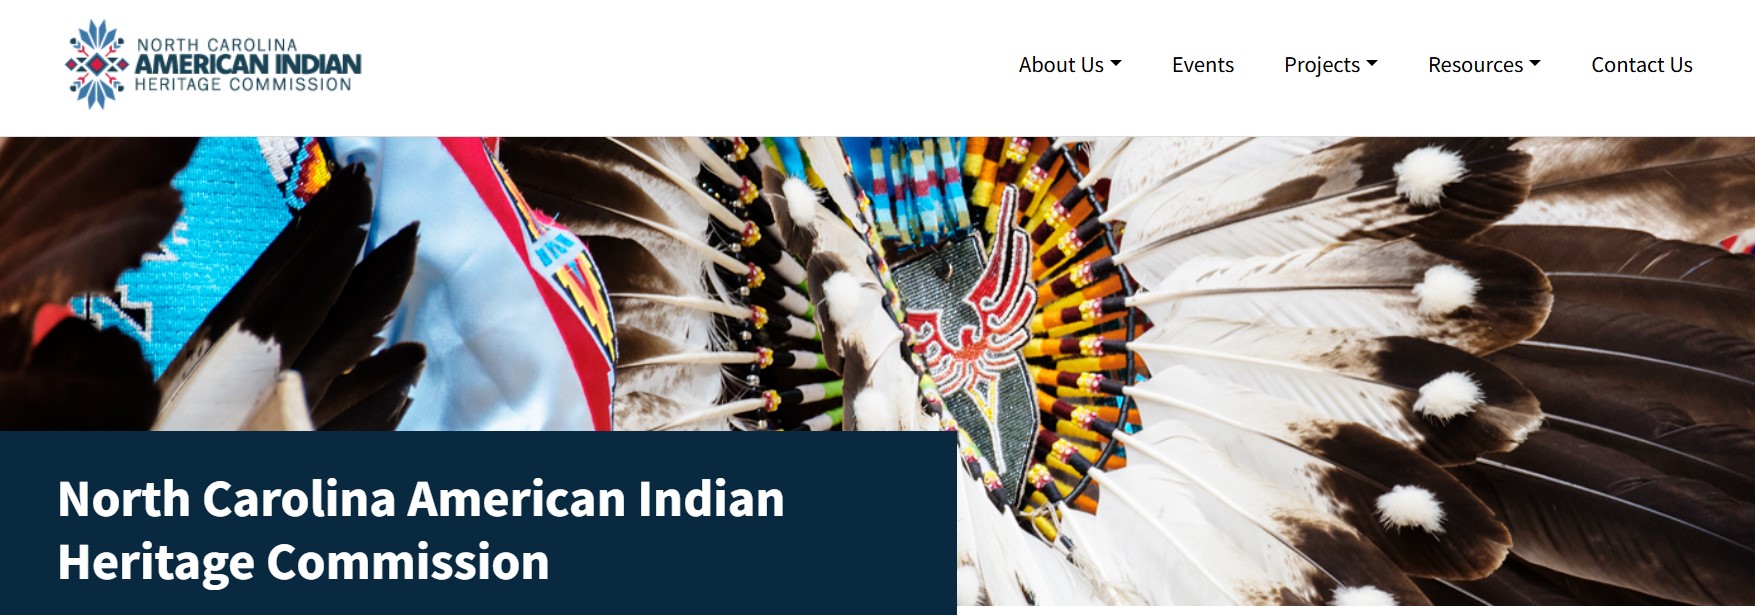 NORTH CAROLINA
AMERICAN INDIAN
HERITAGE COMMISSION
About Us
Events
Projects
Resources
Contact Us
North Carolina American Indian
Heritage Commission